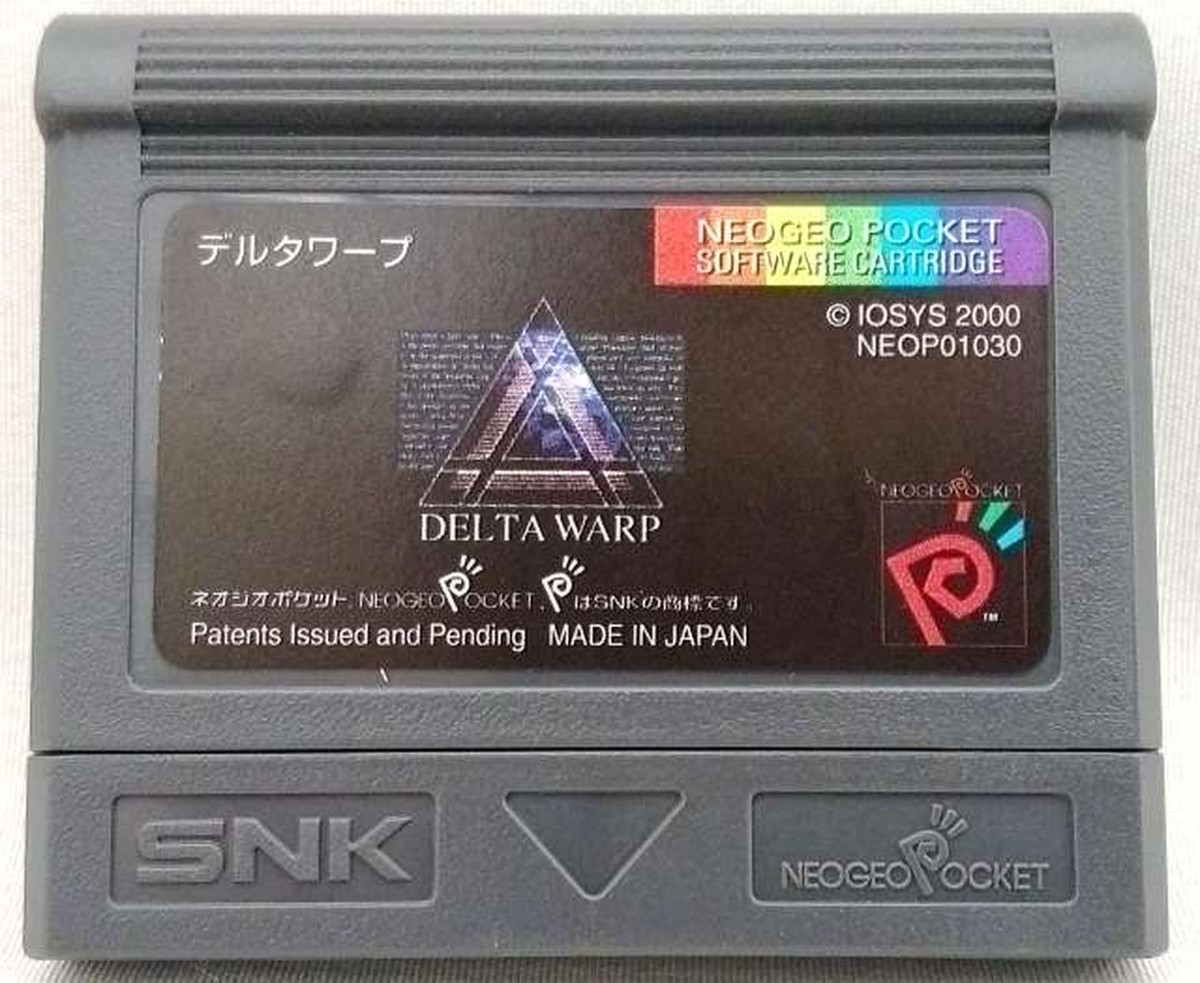 デルタワープ
NEOGEO POCKET
SOFTWARE CARTRIDGE
© IOSYS 2000
NEOP01030
DELTA WARP
NEOGEO POCKET
ネオジオポケット, NEOGEO POCKET, PはSNKの商標です。
Patents Issued and Pending MADE IN JAPAN
P
™
SNK
NEOGEO POCKET